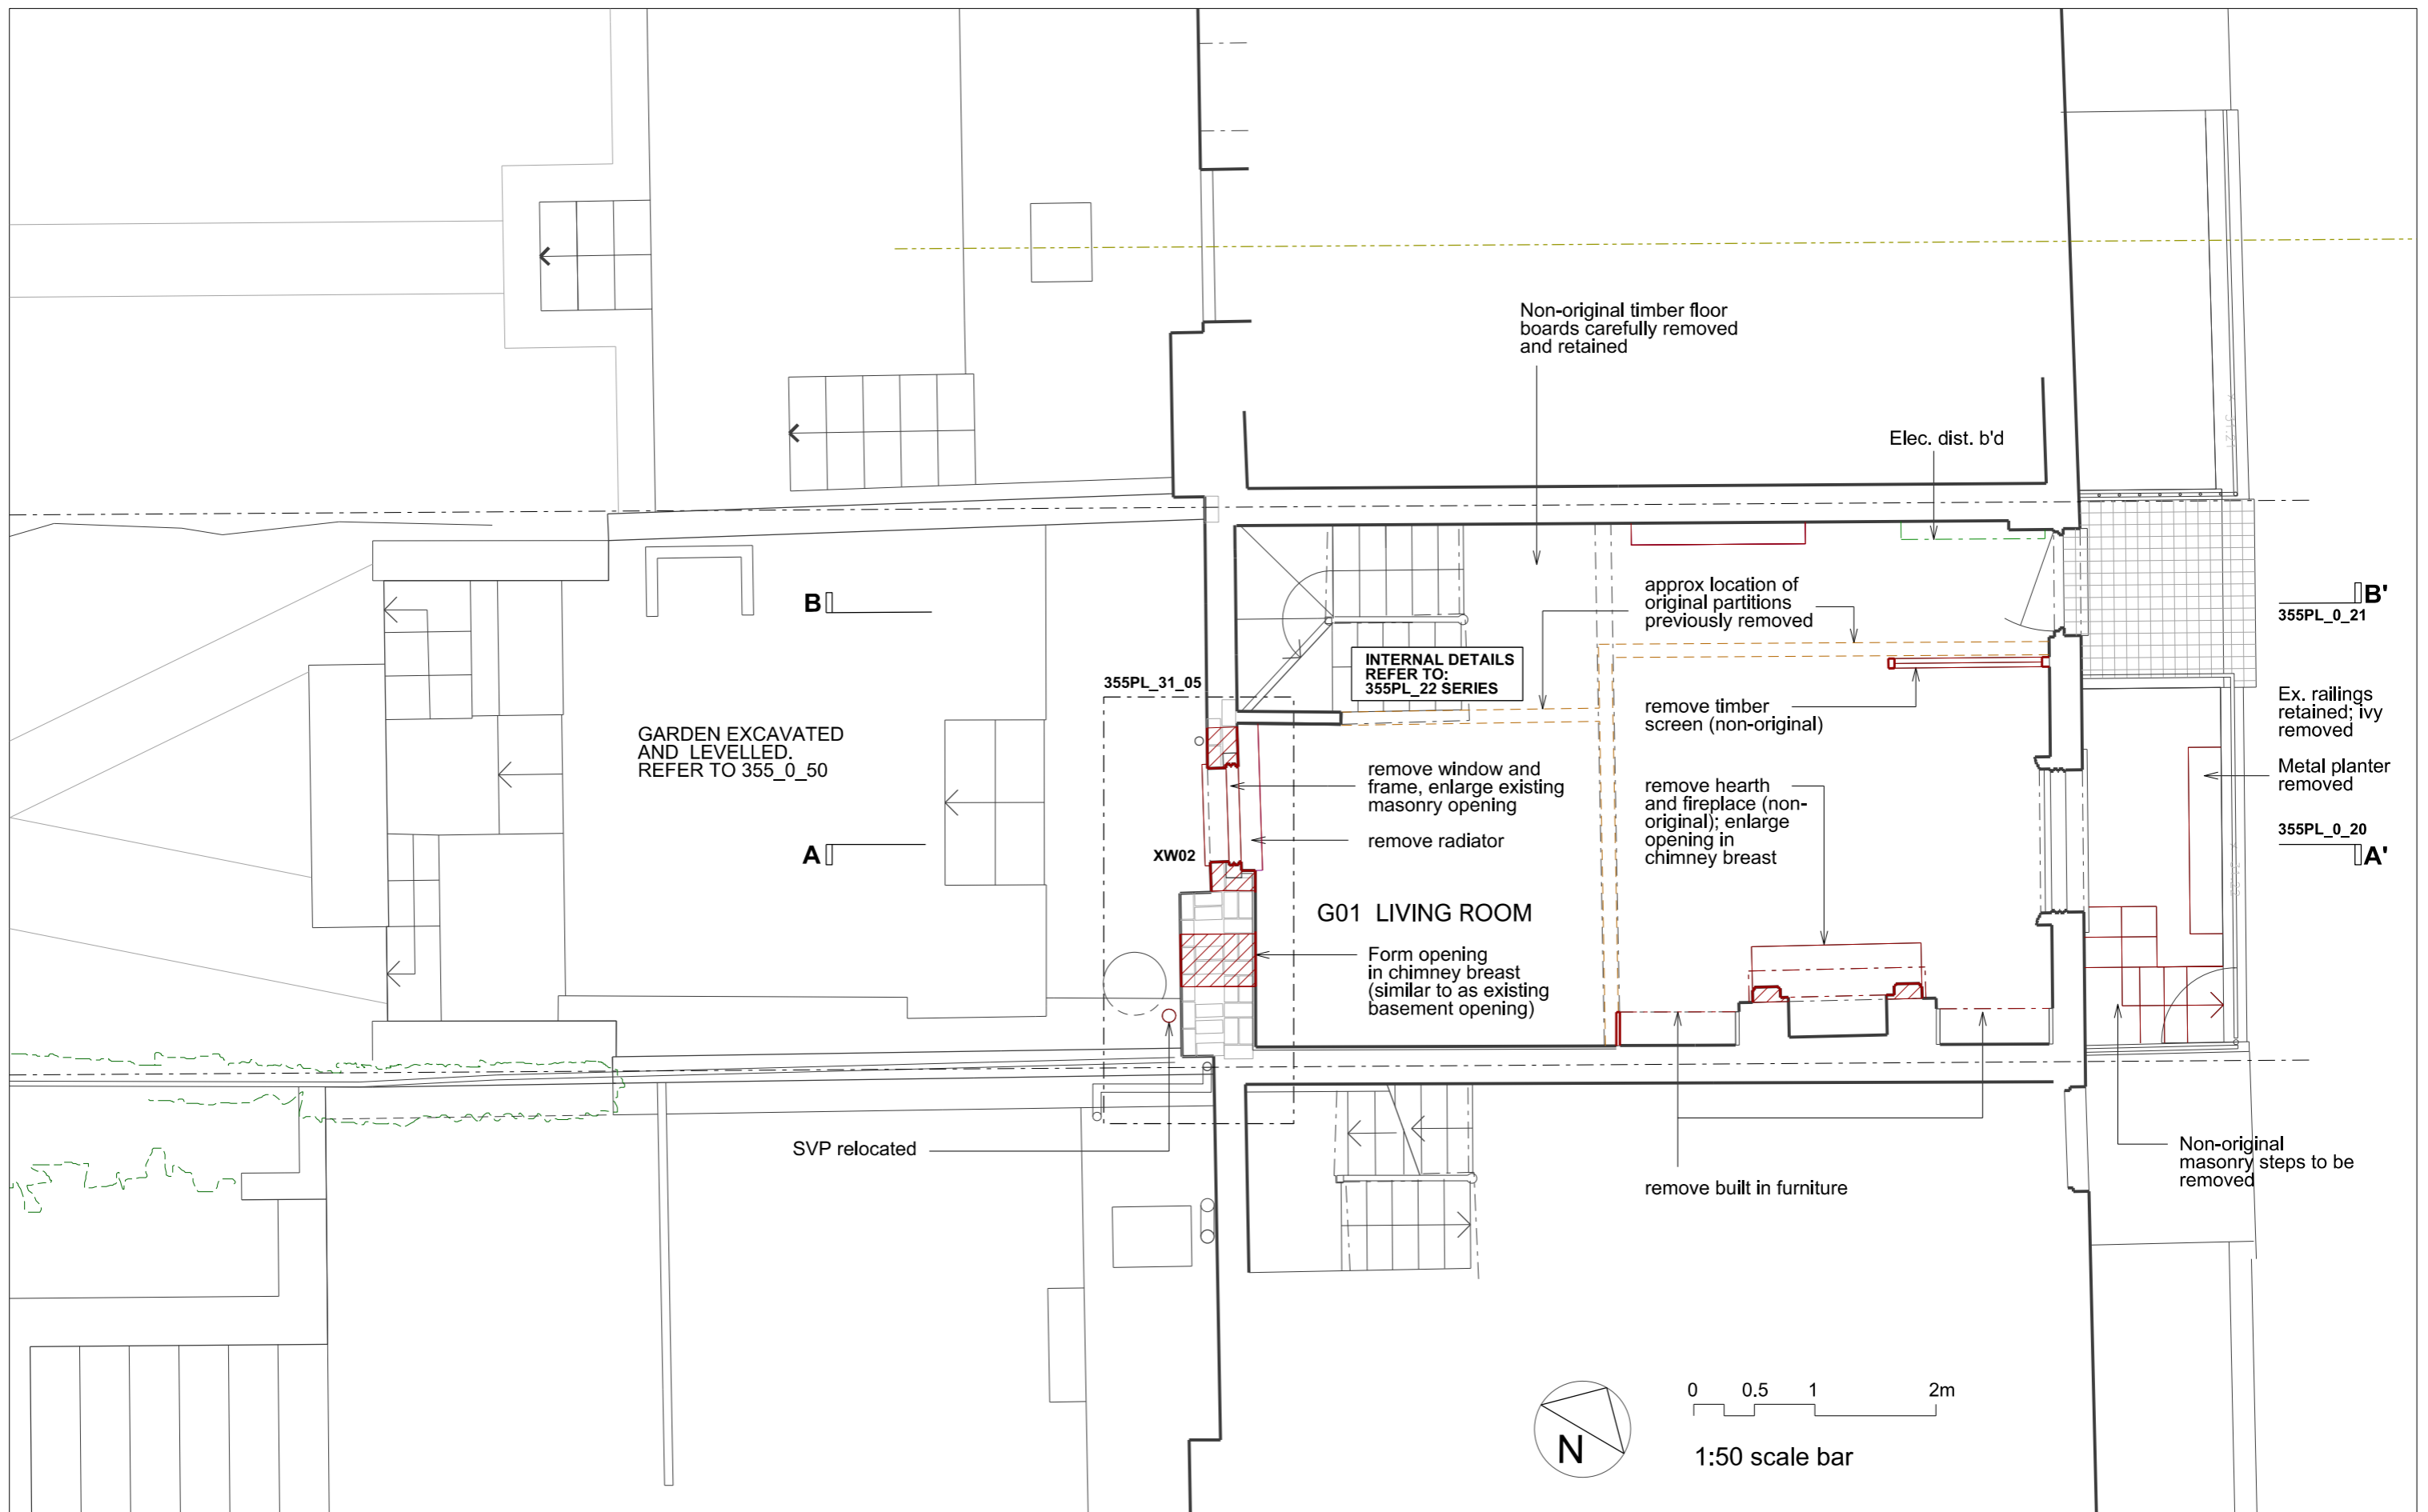 Non-original timber floor
boards carefully removed
and retained
Elec. dist. b'd
approx location of
original partitions
previously removed
B
B'
355PL_0_21
INTERNAL DETAILS
REFER TO:
355PL_22 SERIES
355PL_31_05
remove timber
screen (non-original)
Ex. railings
retained; ivy
removed
GARDEN EXCAVATED
AND LEVELLED.
REFER TO 355_0_50
remove window and
frame, enlarge existing
masonry opening
remove radiator
remove hearth
and fireplace (non-
original); enlarge
opening in
chimney breast
Metal planter
removed
355PL_0_20
A
A'
XW02
G01 LIVING ROOM
Form opening
in chimney breast
(similar to as existing
basement opening)
SVP relocated
remove built in furniture
Non-original
masonry steps to be
removed
N
0 0.5 1 2m
1:50 scale bar